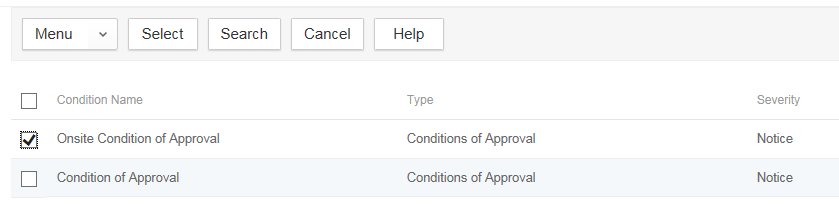 Menu Select Search Cancel Help
Condition Name Type Severity
Onsite Condition of Approval Conditions of Approval Notice
Condition of Approval Conditions of Approval Notice